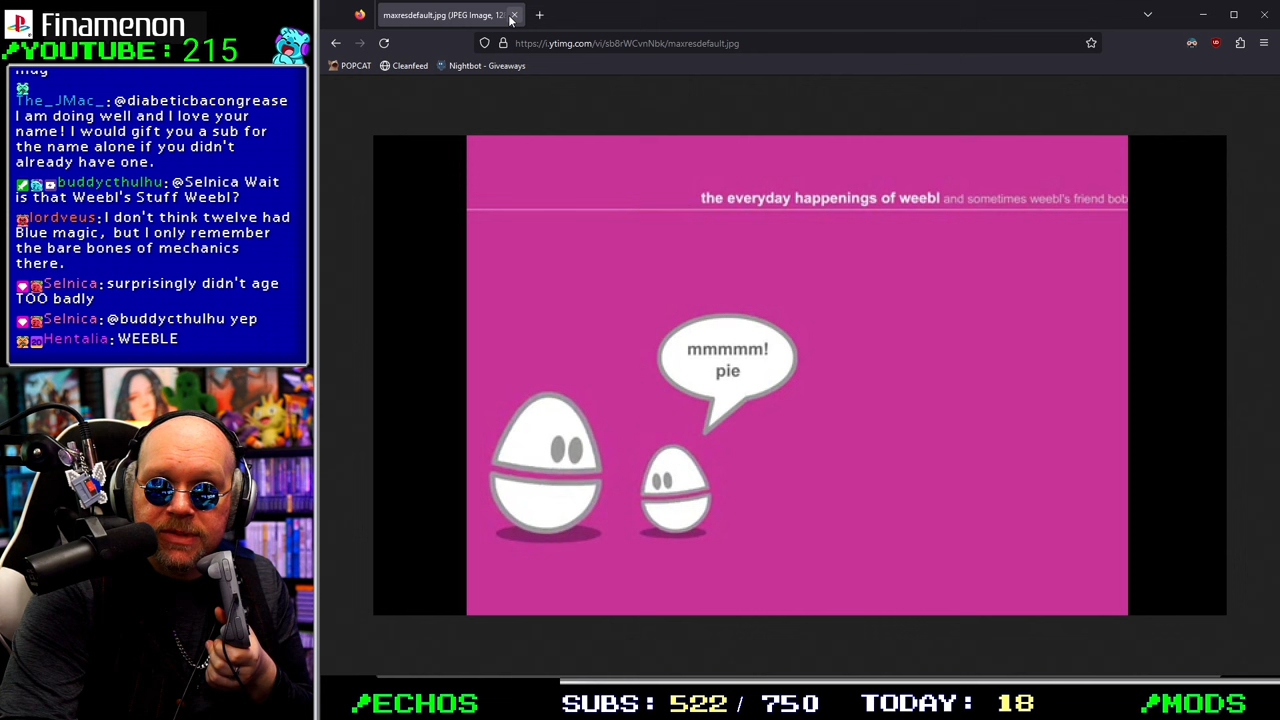 Finamenon
/YOUTUBE: 215
mug
The_JMac_: @diabeticbacongrease
I am doing well and I love your
name! I would gift you a sub for
the name alone if you didn't
already have one.
buddycthulhu: @Selnica Wait
is that Weebl's Stuff Weebl?
lordveus: I don't think twelve had
Blue magic, but I only remember
the bare bones of mechanics
there.
Selnica: surprisingly didn't age
TOO badly
Selnica: @buddycthulhu yep
Hentalia: WEEBLE
maxresdefault.jpg (JPEG Image, 12
https://i.ytimg.com/vi/sb8rWCvnNbk/maxresdefault.jpg
POPCAT Cleanfeed Nightbot - Giveaways
the everyday happenings of weebl and sometimes weebl's friend bob
mmmmm!
pie
/ECHOS SUBS: 522 / 750 TODAY: 18 /MODS